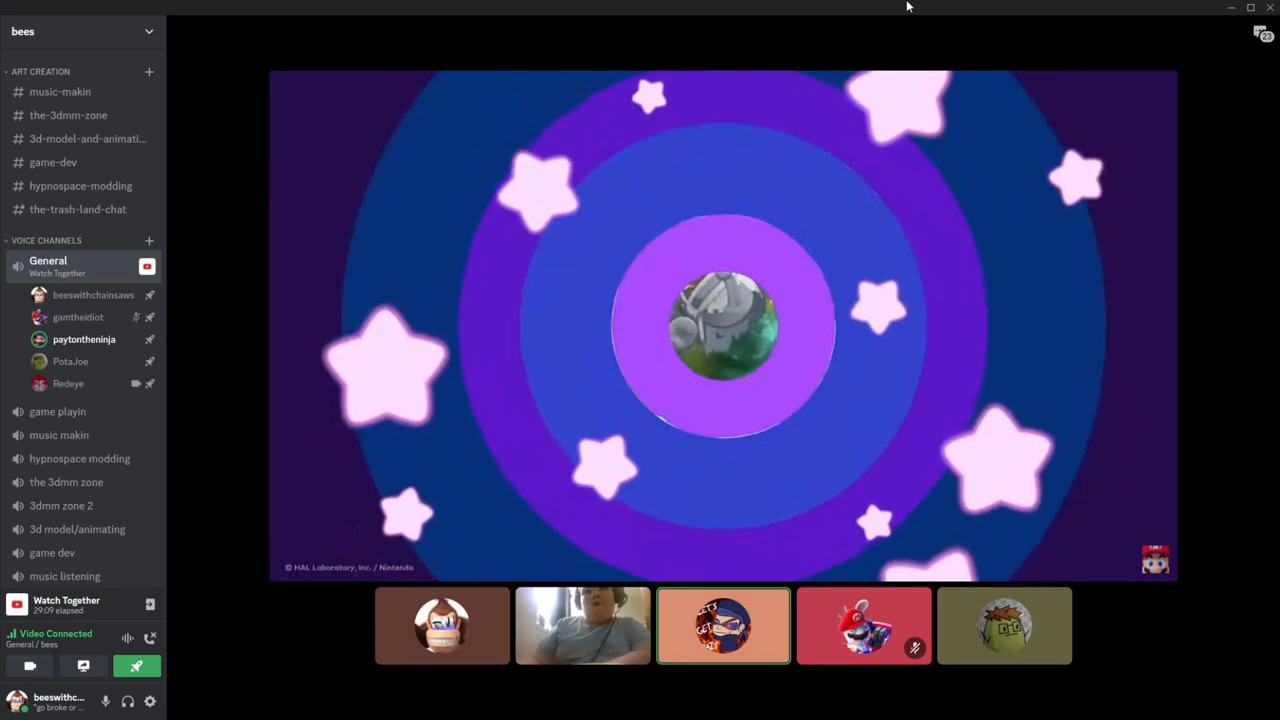 bees
23
ART CREATION
music-makin
the-3dmm-zone
3d-model-and-animati...
game-dev
hypnospace-modding
the-trash-land-chat
VOICE CHANNELS
General
Watch Together
beeswithchainsaws
gamtheidiot
paytontheninja
PotaJoe
Redeye
game playin
music makin
hypnospace modding
the 3dmm zone
3dmm zone 2
3d model/animating
game dev
music listening
© HAL Laboratory, Inc. / Nintendo
Watch Together
29:09 elapsed
LETS
GET
Video Connected
General / bees
beeswithc...
"go broke or ...